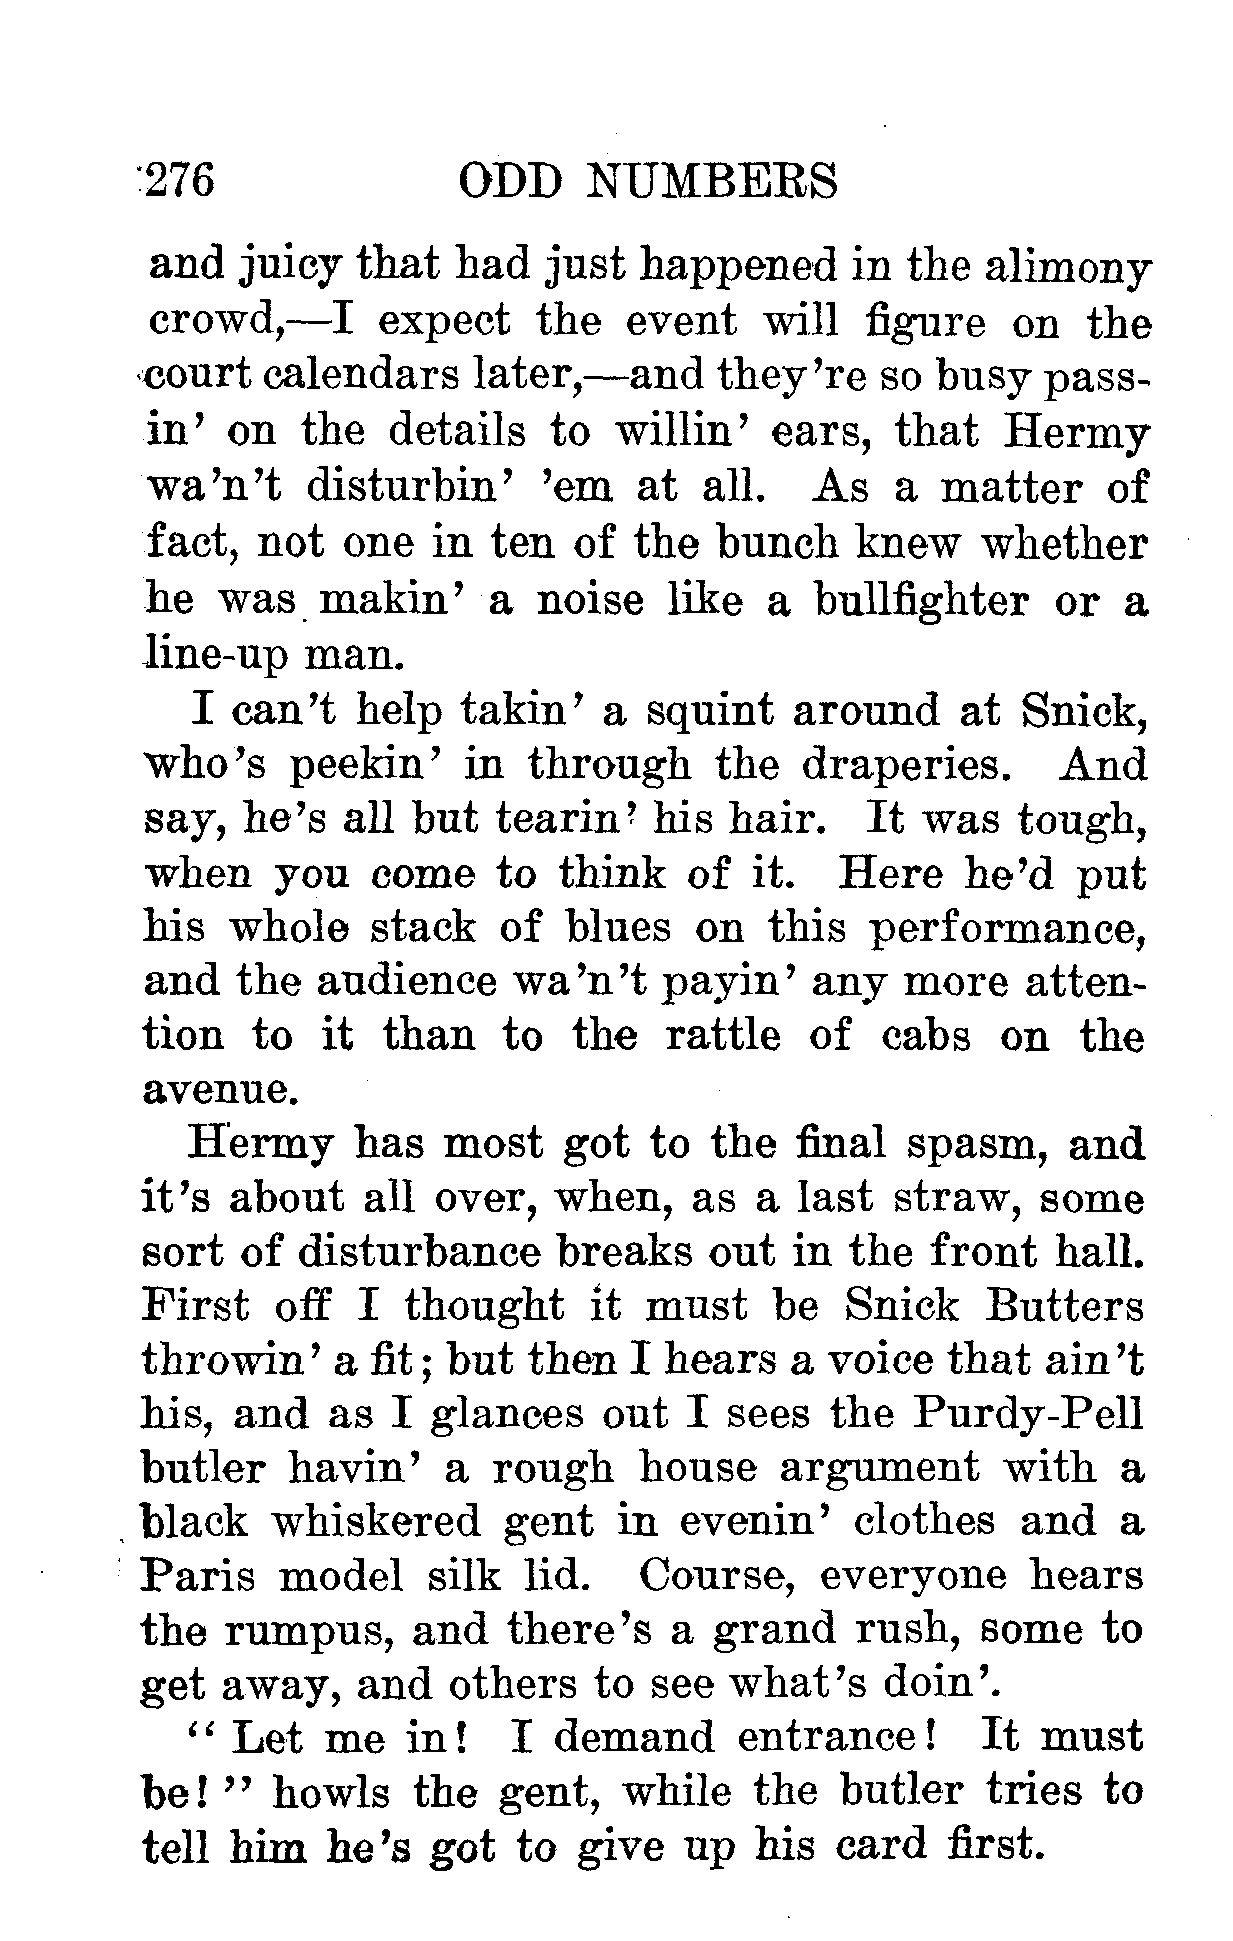 276 ODD NUMBERS
and juicy that had just happened in the alimony
crowd,—I expect the event will figure on the
court calendars later,—and they're so busy pass-
in' on the details to willin' ears, that Hermy
wa'n't disturbin' 'em at all. As a matter of
fact, not one in ten of the bunch knew whether
he was makin' a noise like a bullfighter or a
line-up man.
I can't help takin' a squint around at Snick,
who's peekin' in through the draperies. And
say, he's all but tearin' his hair. It was tough,
when you come to think of it. Here he'd put
his whole stack of blues on this performance,
and the audience wa'n't payin' any more atten-
tion to it than to the rattle of cabs on the
avenue.
Hermy has most got to the final spasm, and
it's about all over, when, as a last straw, some
sort of disturbance breaks out in the front hall.
First off I thought it must be Snick Butters
throwin' a fit; but then I hears a voice that ain't
his, and as I glances out I sees the Purdy-Pell
butler havin' a rough house argument with a
black whiskered gent in evenin' clothes and a
Paris model silk lid. Course, everyone hears
the rumpus, and there's a grand rush, some to
get away, and others to see what's doin'.
"Let me in! I demand entrance! It must
be!" howls the gent, while the butler tries to
tell him he's got to give up his card first.